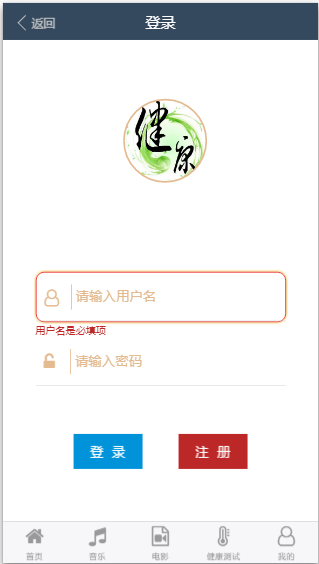 返回 登录
健康
请输入用户名
用户名是必填项
请输入密码
登 录 注 册
首页 音乐 电影 健康测试 我的